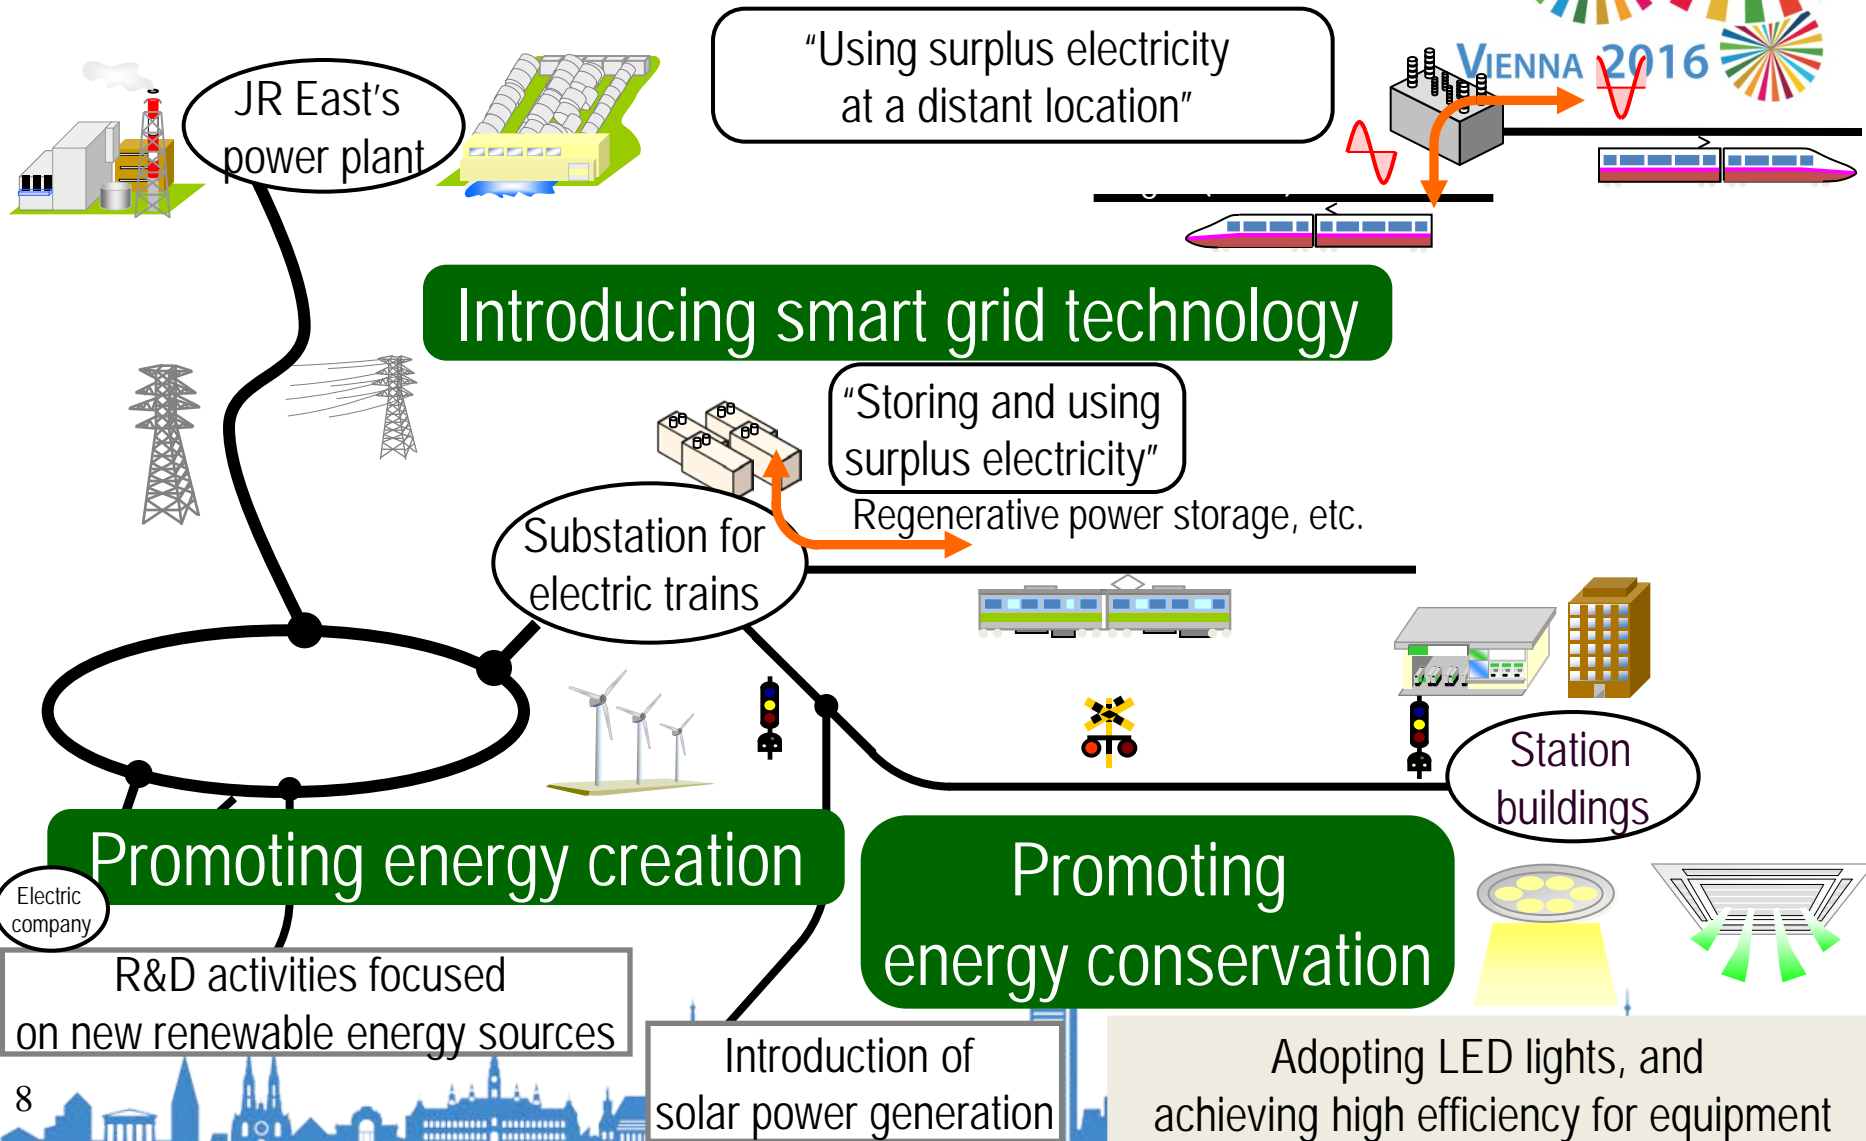 "Using surplus electricity
at a distant location"
VIENNA 2016
JR East's
power plant
Introducing smart grid technology
"Storing and using
surplus electricity"
Regenerative power storage, etc.
Substation for
electric trains
Station
buildings
Promoting energy creation
Promoting
energy conservation
Electric
company
R&D activities focused
on new renewable energy sources
Introduction of
solar power generation
Adopting LED lights, and
achieving high efficiency for equipment
8